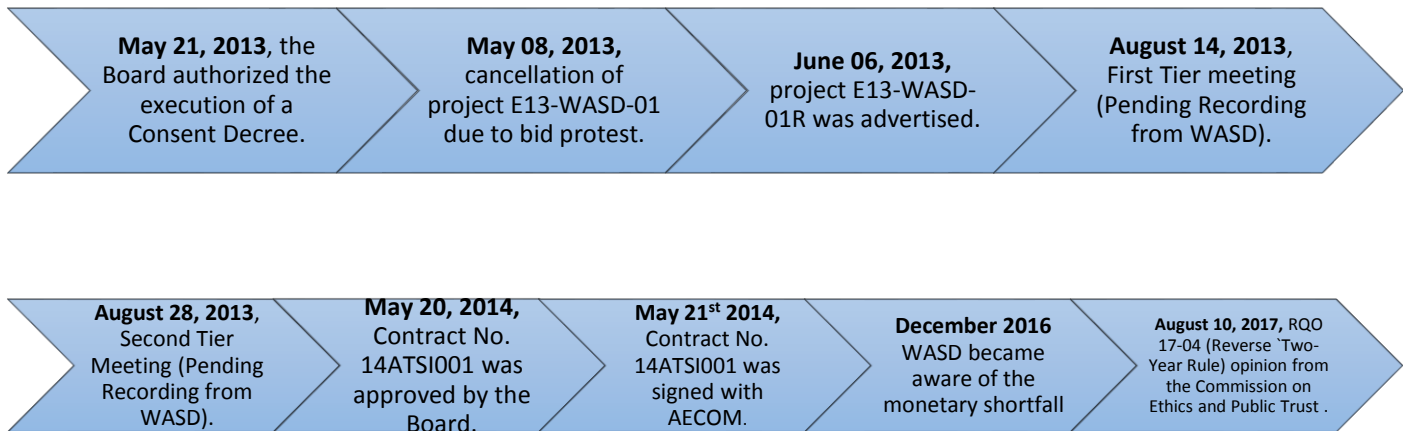 May 21, 2013, the
Board authorized the
execution of a
Consent Decree.
May 08, 2013,
cancellation of
project E13-WASD-01
due to bid protest.
June 06, 2013,
project E13-WASD-
01R was advertised.
August 14, 2013,
First Tier meeting
(Pending Recording
from WASD).
August 28, 2013,
Second Tier
Meeting (Pending
Recording from
WASD).
May 20, 2014,
Contract No.
14ATSI001 was
approved by the
Board.
May 21st 2014,
Contract No.
14ATSI001 was
signed with
AECOM.
December 2016
WASD became
aware of the
monetary shortfall
August 10, 2017, RQO
17-04 (Reverse `Two-
Year Rule) opinion from
the Commission on
Ethics and Public Trust .